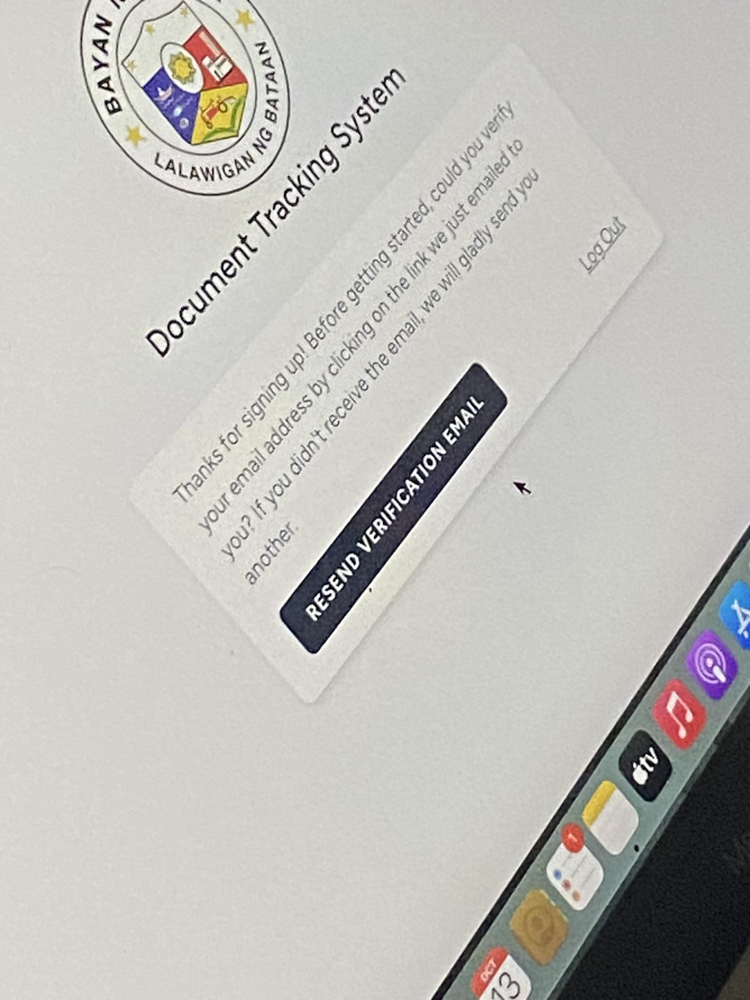 BAYAN
LALAWIGAN NG BATAAN
Document Tracking System
Thanks for signing up! Before getting started, could you verify
your email address by clicking on the link we just emailed to
you? If you didn't receive the email, we will gladly send you
another.
RESEND VERIFICATION EMAIL
Log Out
OCT
13
1
tv